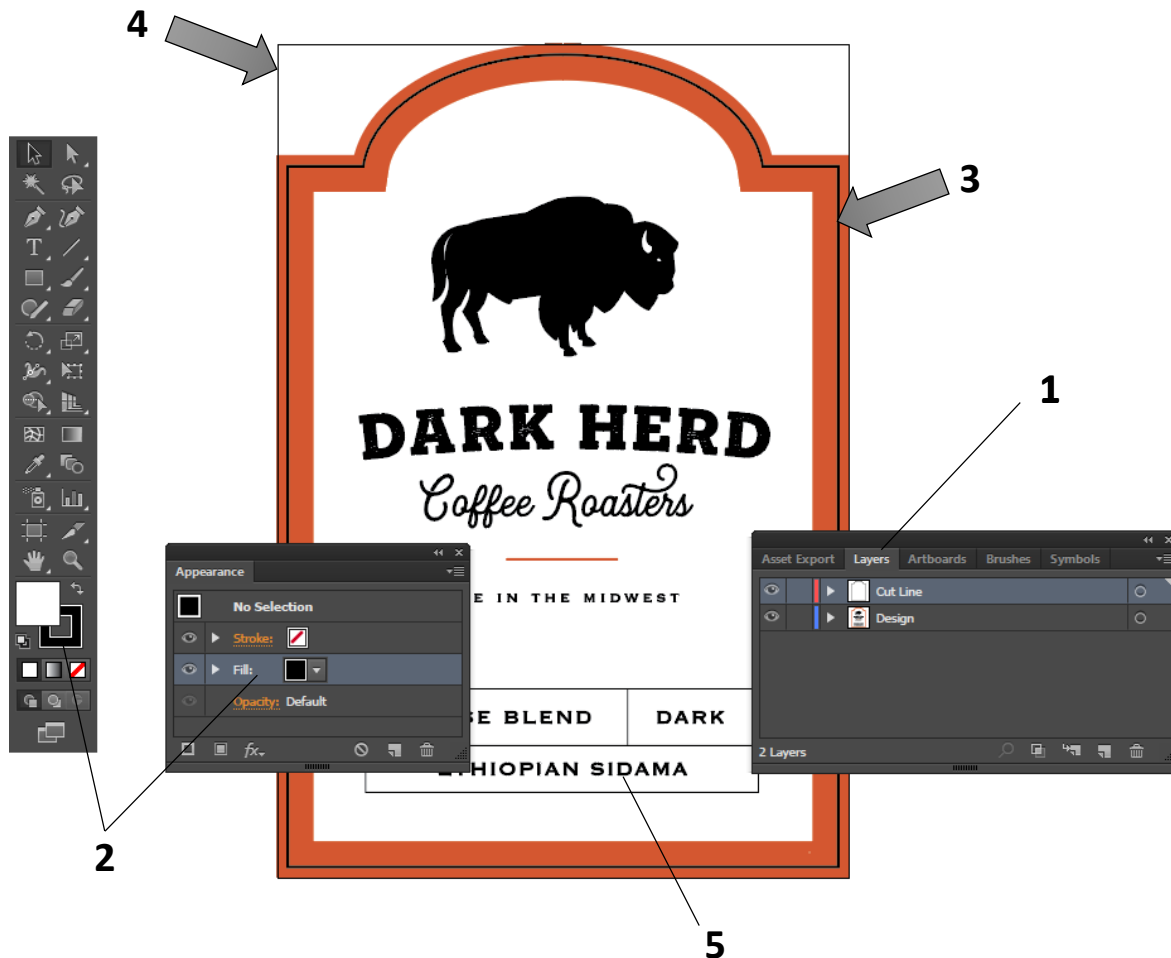 4
3
DARK HERD
Coffee Roasters
1
Asset Export Layers Artboards Brushes Symbols
Cut Line
Design
2 Layers
Appearance
No Selection
Stroke:
Fill:
Opacity: Default
fx
T
E IN THE MIDWEST
SE BLEND
DARK
ETHIOPIAN SIDAMA
2
5